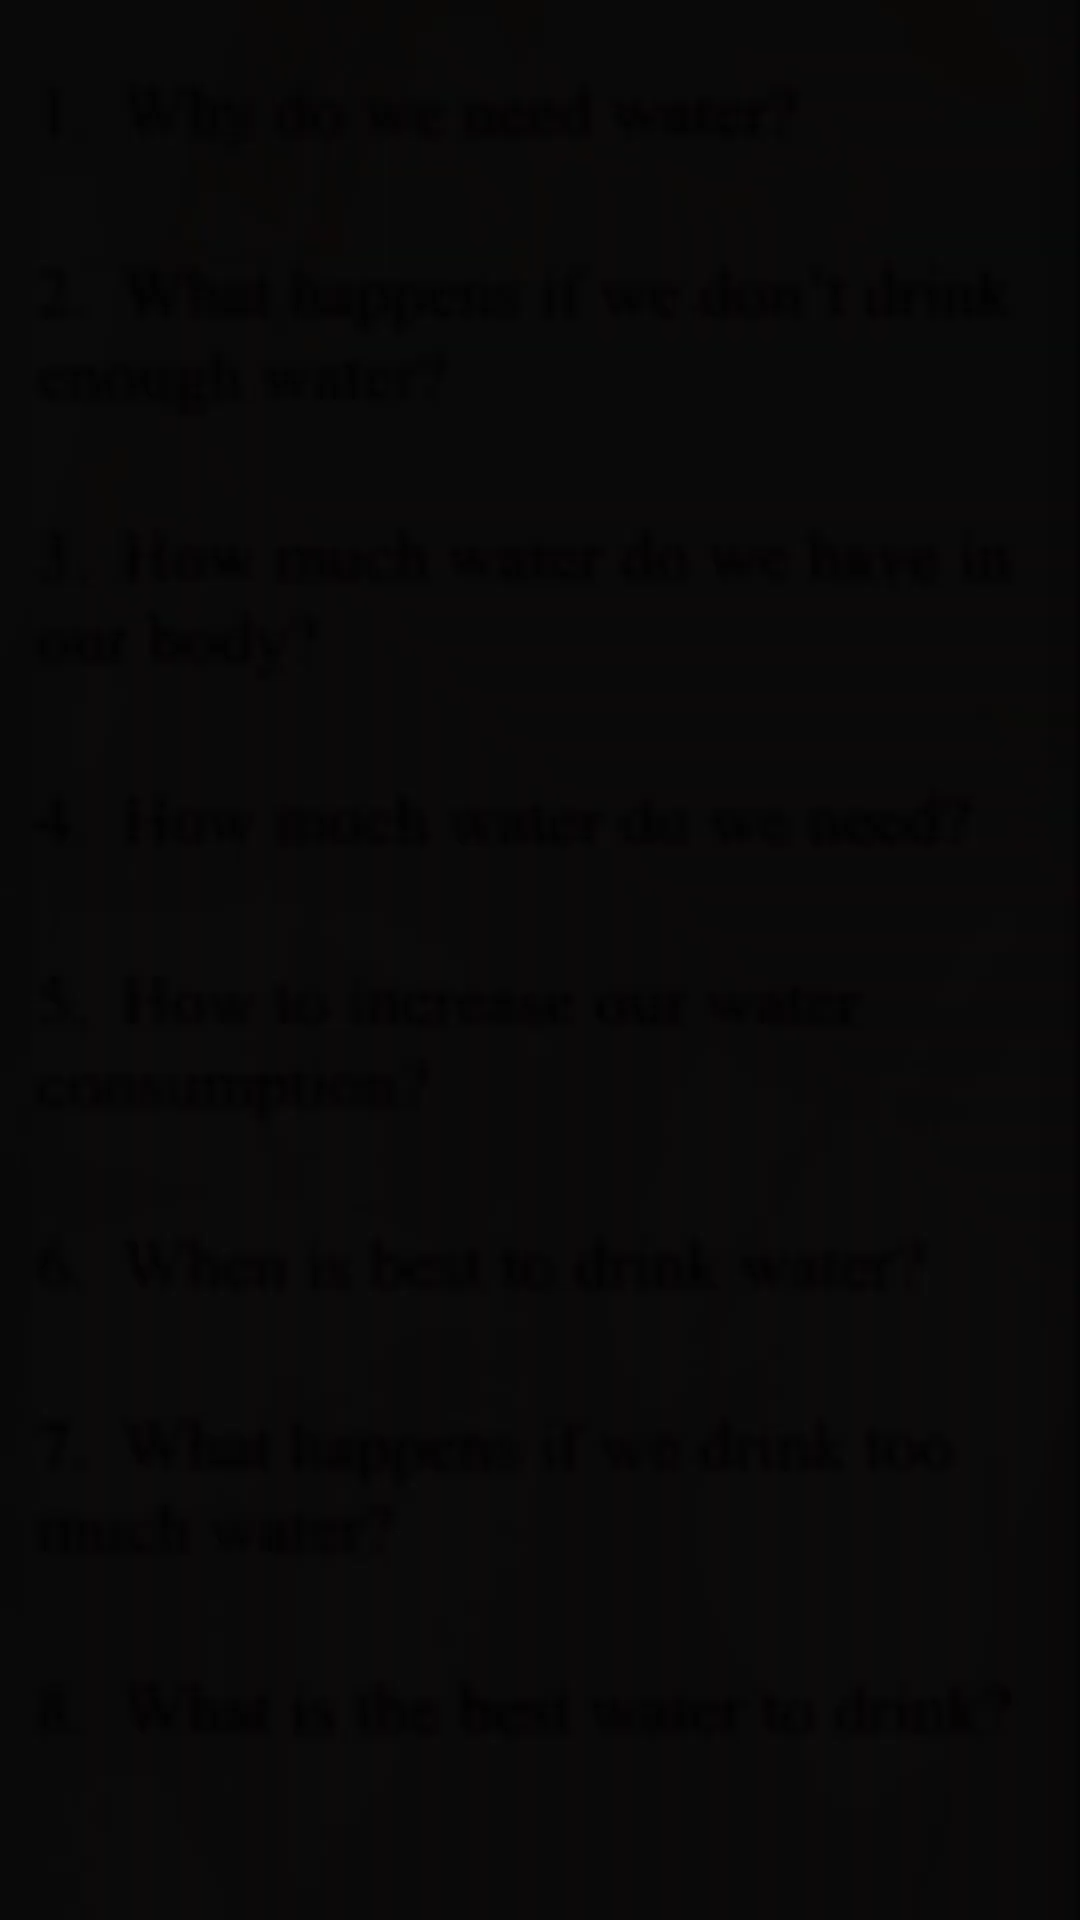 1. Why do we need water?
2. What happens if we don't drink
enough water?
3. How much water do we have in
our body?
4. How much water do we need?
5. How to increase our water
consumption?
6. When is best to drink water?
7. What happens if we drink too
much water?
8. What is the best water to drink?